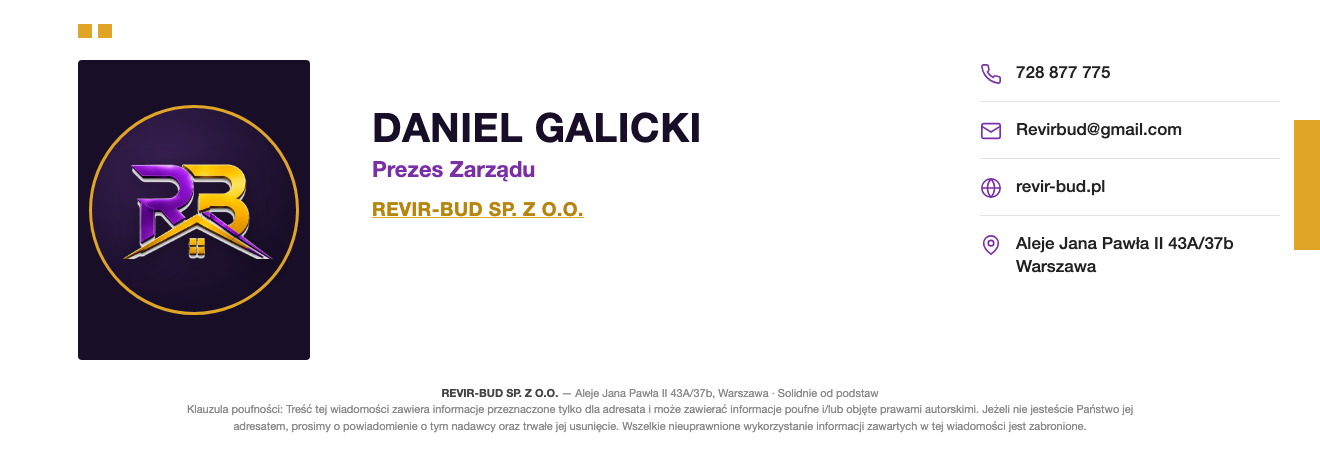 RB
DANIEL GALICKI
Prezes Zarządu
REVIR-BUD SP. Z O.O.
728 877 775
Revirbud@gmail.com
revir-bud.pl
Aleje Jana Pawła II 43A/37b
Warszawa
REVIR-BUD SP. Z O.O. — Aleje Jana Pawła II 43A/37b, Warszawa · Solidnie od podstaw
Klauzula poufności: Treść tej wiadomości zawiera informacje przeznaczone tylko dla adresata i może zawierać informacje poufne i/lub objęte prawami autorskimi. Jeżeli nie jesteście Państwo jej
adresatem, prosimy o powiadomienie o tym nadawcy oraz trwałe jej usunięcie. Wszelkie nieuprawnione wykorzystanie informacji zawartych w tej wiadomości jest zabronione.